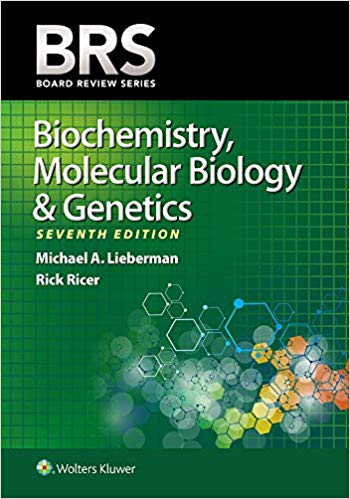 BRS
BOARD REVIEW SERIES
Biochemistry,
Molecular Biology
& Genetics
SEVENTH EDITION
Michael A. Lieberman
Rick Ricer
Wolters Kluwer